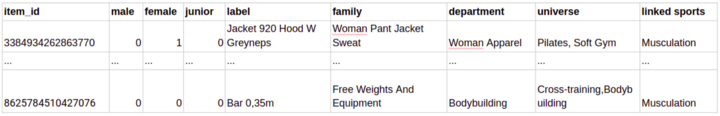 item_id male female junior label family department universe linked sports
Jacket 920 Hood W Woman Pant Jacket
3384934262863770 0 1 0 Greyneps Sweat Woman Apparel Pilates, Soft Gym Musculation
... ... ... ... ... ... ... ... ...
Free Weights And Cross-training,Bodyb
8625784510427076 0 0 0 Bar 0,35m Equipment Bodybuilding uilding Musculation